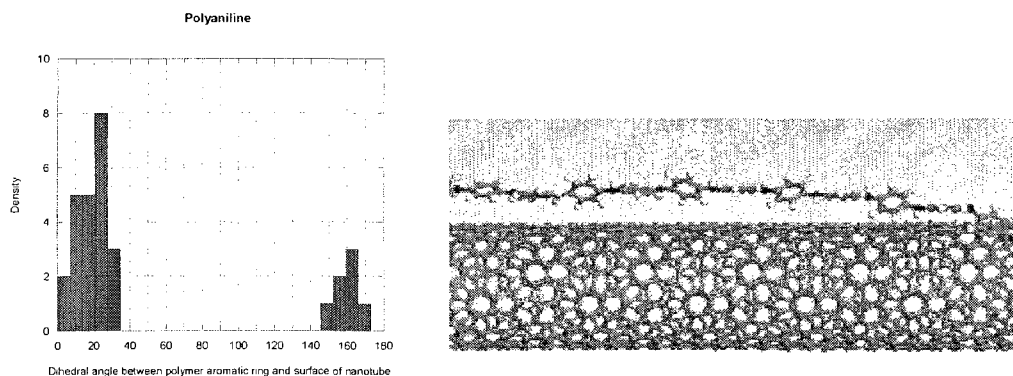 Polyaniline
10
8
6
4
2
0
Density
0 20 40 60 80 100 120 140 160 180
Dihedral angle between polymer aromatic ring and surface of nanotube